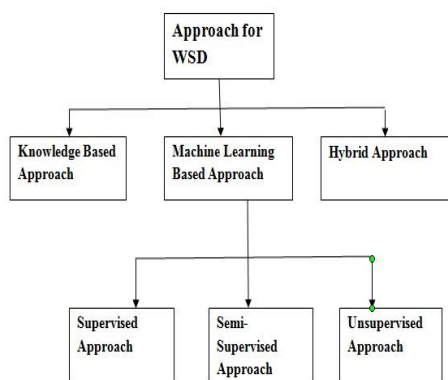 Approach for
WSD
Knowledge Based
Approach
Machine Learning
Based Approach
Hybrid Approach
Supervised
Approach
Semi-
Supervised
Approach
Unsupervised
Approach